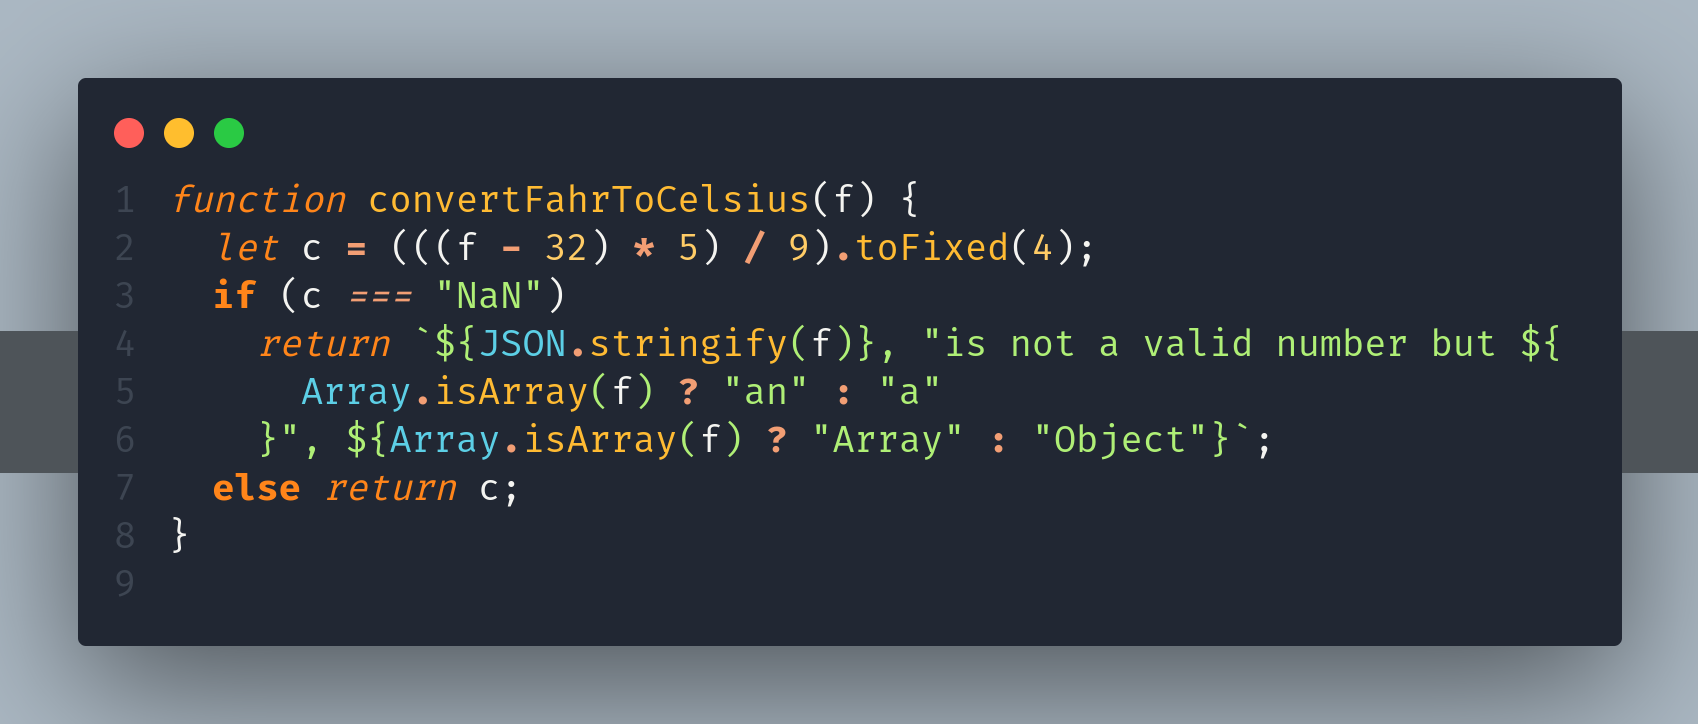 1 function convertFahrToCelsius(f) {
2   let c = (((f - 32) * 5) / 9).toFixed(4);
3   if (c === "NaN")
4     return `${JSON.stringify(f)}, "is not a valid number but ${
5       Array.isArray(f) ? "an" : "a"
6     }", ${Array.isArray(f) ? "Array" : "Object"}`;
7   else return c;
8 }
9